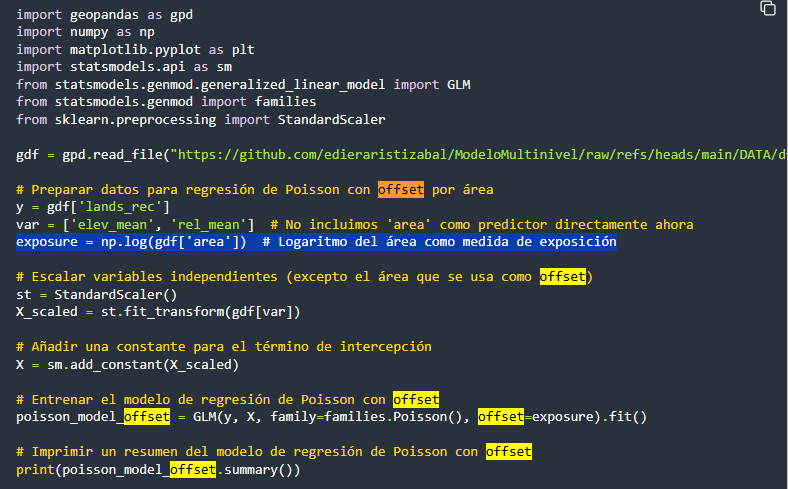 import geopandas as gpd
import numpy as np
import matplotlib.pyplot as plt
import statsmodels.api as sm
from statsmodels.genmod.generalized_linear_model import GLM
from statsmodels.genmod import families
from sklearn.preprocessing import StandardScaler
gdf = gpd.read_file("https://github.com/edieraristizabal/ModeloMultinivel/raw/refs/heads/main/DATA/d
# Preparar datos para regresión de Poisson con offset por área
y = gdf['lands_rec']
var = ['elev_mean', 'rel_mean']  # No incluimos 'area' como predictor directamente ahora
exposure = np.log(gdf['area'])  # Logaritmo del área como medida de exposición
# Escalar variables independientes (excepto el área que se usa como offset)
st = StandardScaler()
X_scaled = st.fit_transform(gdf[var])
# Añadir una constante para el término de intercepción
X = sm.add_constant(X_scaled)
# Entrenar el modelo de regresión de Poisson con offset
poisson_model_offset = GLM(y, X, family=families.Poisson(), offset=exposure).fit()
# Imprimir un resumen del modelo de regresión de Poisson con offset
print(poisson_model_offset.summary())